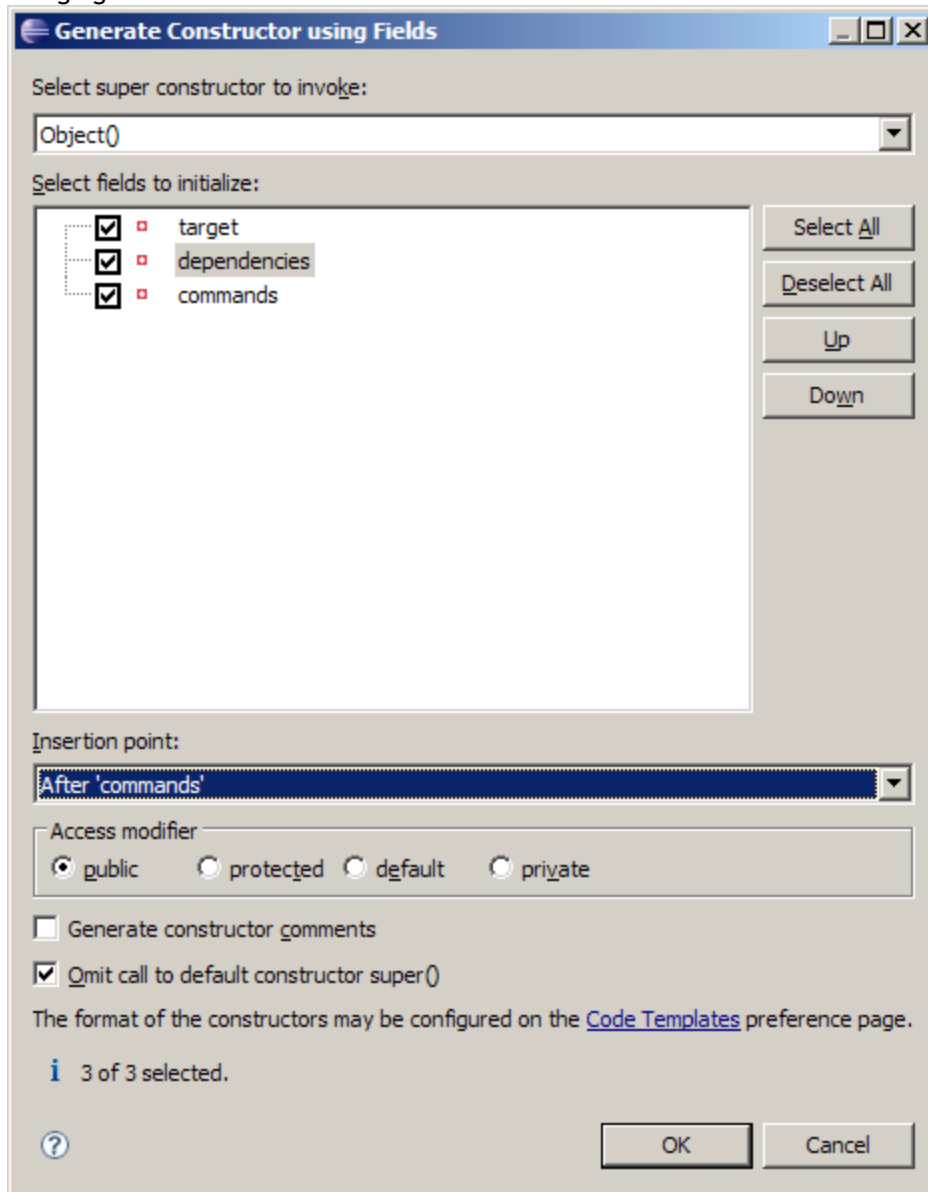 Generate Constructor using Fields
Select super constructor to invoke:
Object()
Select fields to initialize:
target
dependencies
commands
Select All
Deselect All
Up
Down
Insertion point:
After 'commands'
Access modifier
public protected default private
Generate constructor comments
Omit call to default constructor super()
The format of the constructors may be configured on the Code Templates preference page.
i 3 of 3 selected.
?
OK Cancel